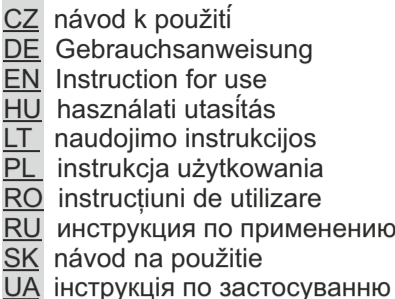 CZ návod k použití
DE Gebrauchsanweisung
EN Instruction for use
HU használati utasítás
LT naudojimo instrukcijos
PL instrukcja użytkowania
RO instrucțiuni de utilizare
RU инструкция по применению
SK návod na použitie
UA інструкція по застосуванню